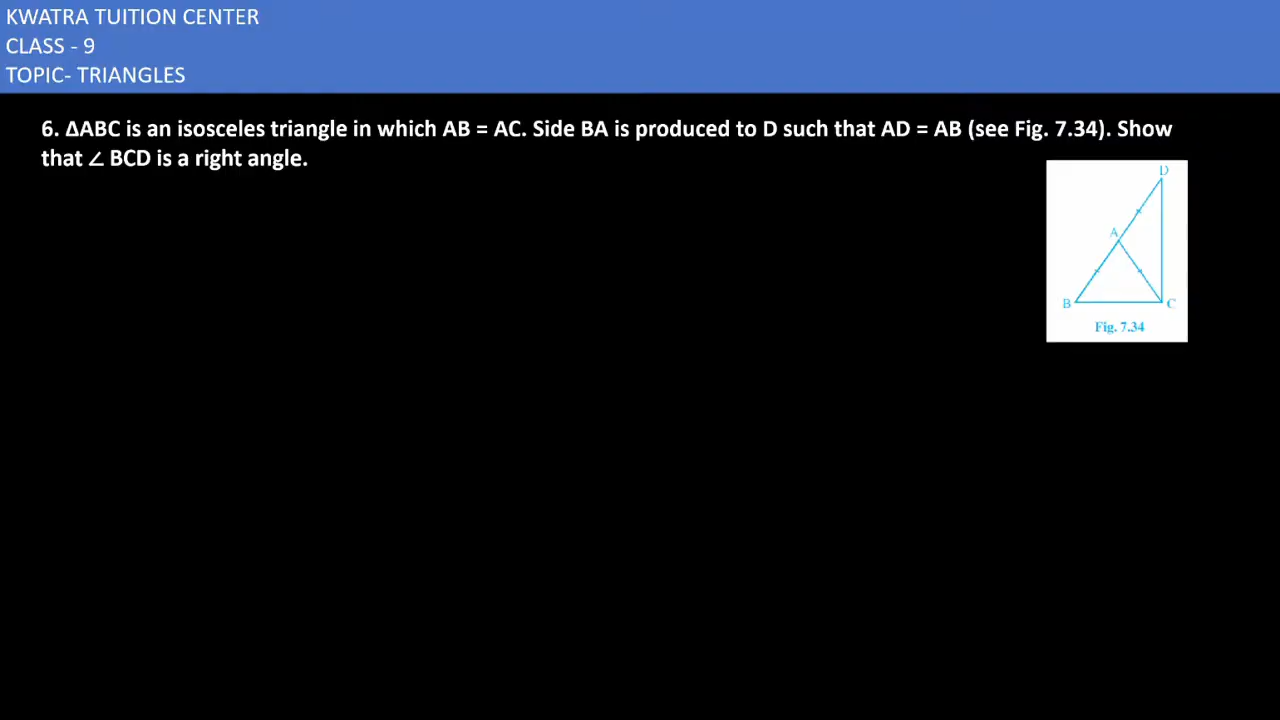 KWATRA TUITION CENTER
CLASS - 9
TOPIC- TRIANGLES
6. ΔABC is an isosceles triangle in which AB = AC. Side BA is produced to D such that AD = AB (see Fig. 7.34). Show
that ∠ BCD is a right angle.
D
A
B
C
Fig. 7.34